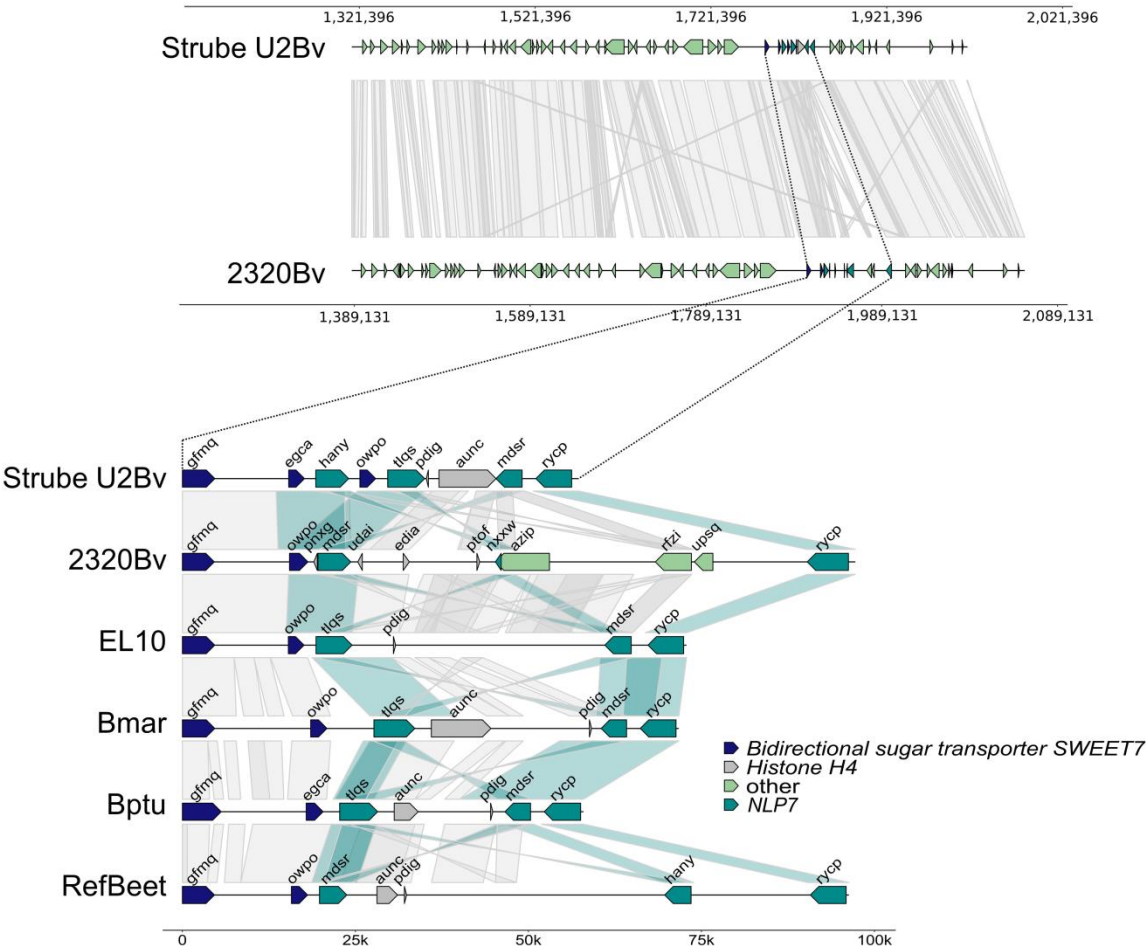 1,321,396 1,521,396 1,721,396 1,921,396 2,021,396
Strube U2Bv
2320Bv
1,389,131 1,589,131 1,789,131 1,989,131 2,089,131
gfmq egca hany owpo tlqs pdig aunc mdsr rycp
Strube U2Bv
gfmq owpo pnxg mdsr udai edia ptof nxxw azip rfzi upsq rycp
2320Bv
gfmq owpo tlqs pdig mdsr rycp
EL10
gfmq owpo tlqs aunc pdig mdsr rycp
Bmar
Bidirectional sugar transporter SWEET7
Histone H4
other
NLP7
gfmq egca tlqs aunc pdig mdsr rycp
Bptu
gfmq owpo mdsr aunc pdig hany rycp
RefBeet
0 25k 50k 75k 100k